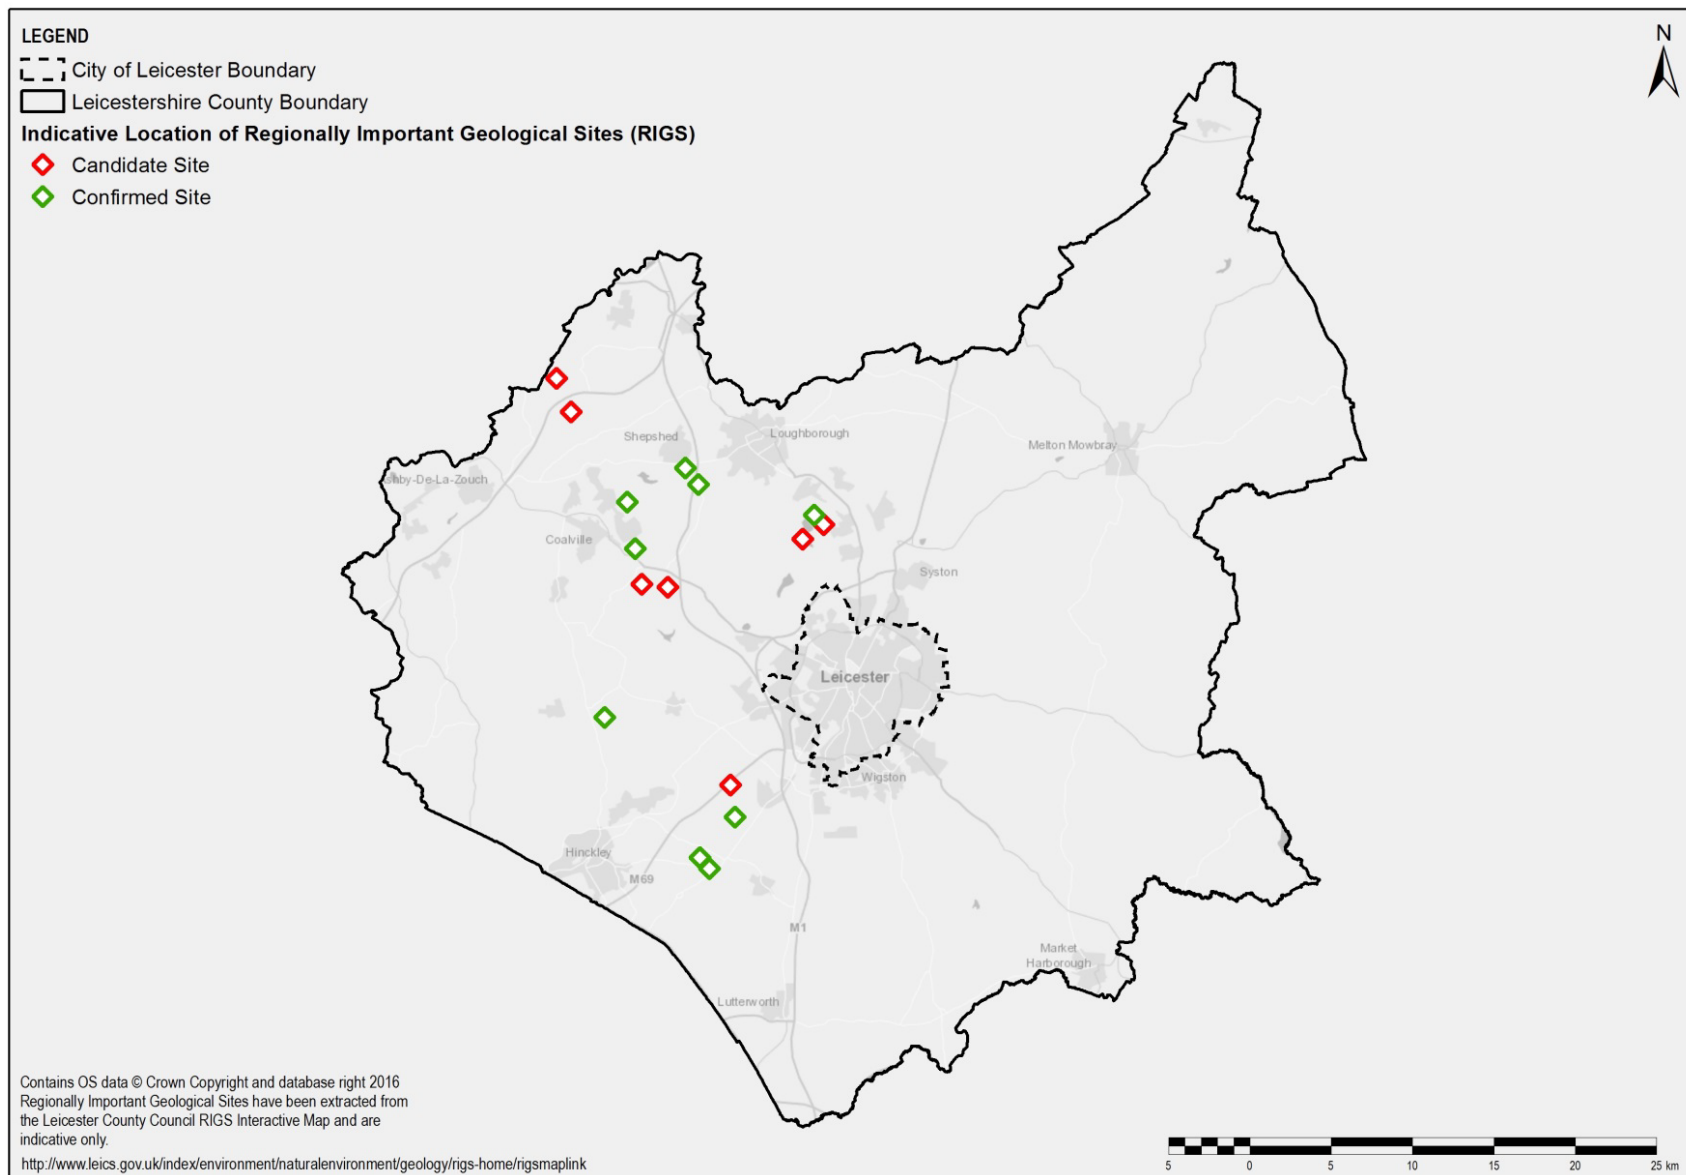 LEGEND
City of Leicester Boundary
Leicestershire County Boundary
Indicative Location of Regionally Important Geological Sites (RIGS)
Candidate Site
Confirmed Site
N
Shepshed
Loughborough
Melton Mowbray
shby-De-La-Zouch
Coalville
Syston
Leicester
Wigston
Hinckley
M69
M1
Market
Harborough
Lutterworth
Contains OS data © Crown Copyright and database right 2016
Regionally Important Geological Sites have been extracted from
the Leicester County Council RIGS Interactive Map and are
indicative only.
http://www.leics.gov.uk/index/environment/naturalenvironment/geology/rigs-home/rigsmaplink
5 0 5 10 15 20 25 km